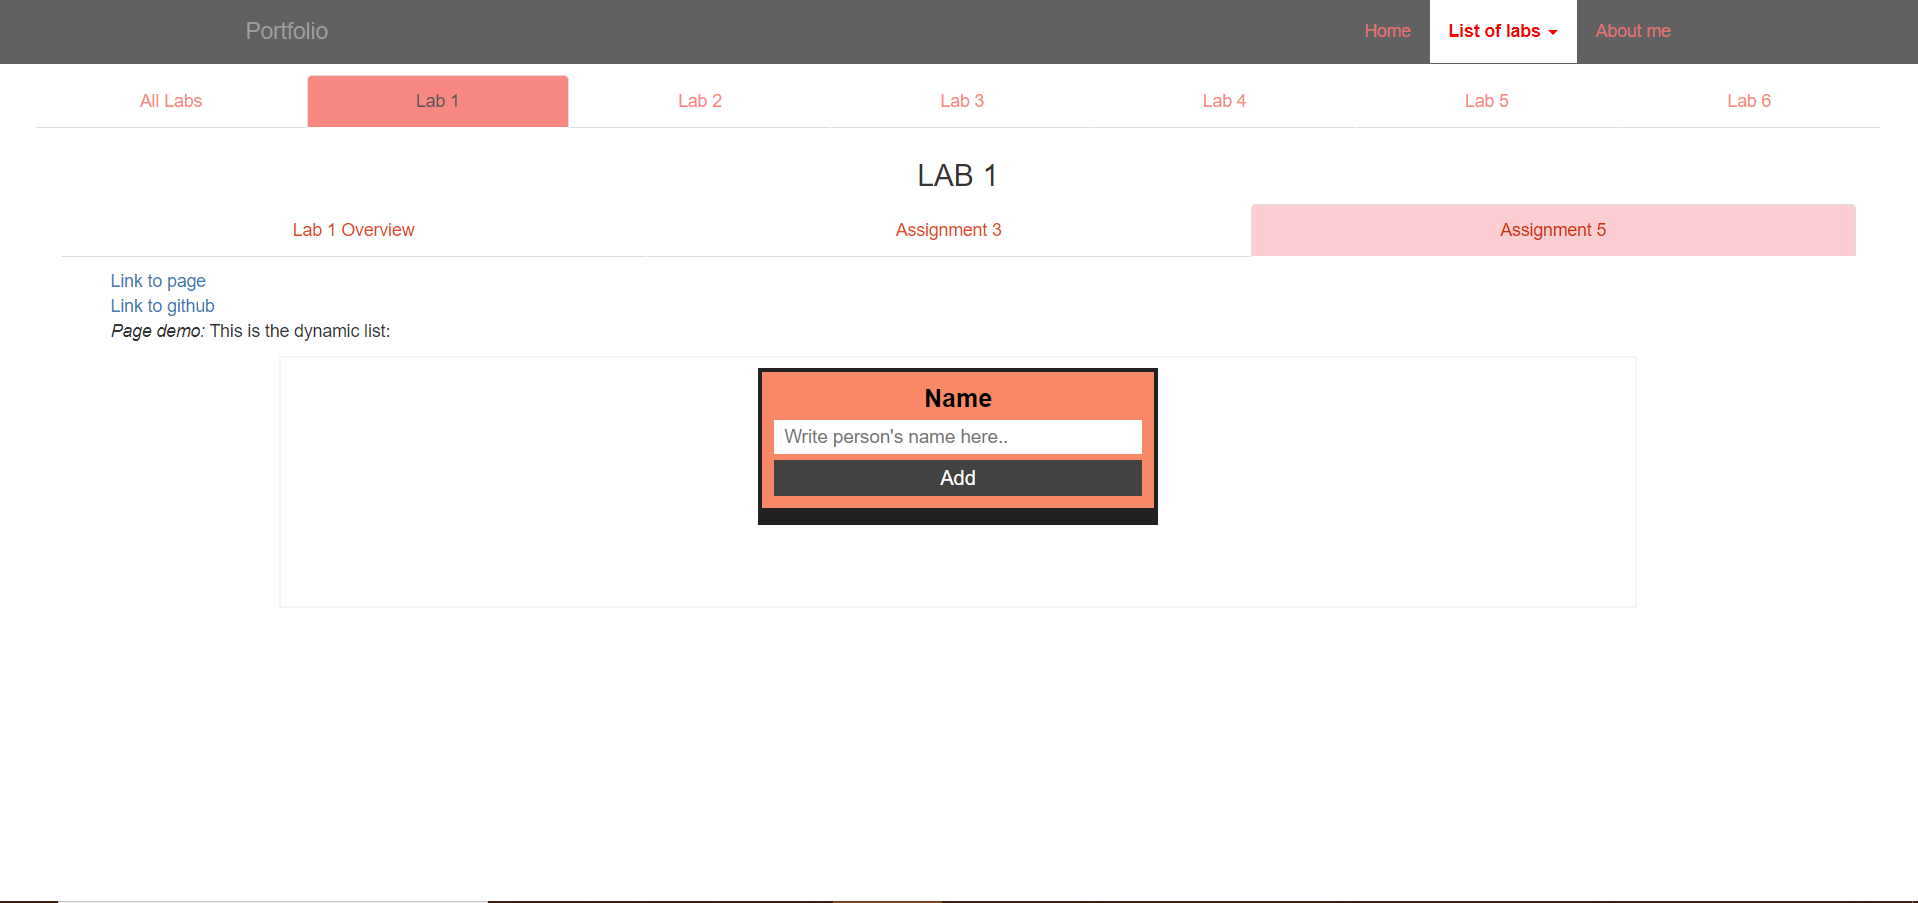 Portfolio Home List of labs About me
All Labs Lab 1 Lab 2 Lab 3 Lab 4 Lab 5 Lab 6
LAB 1
Lab 1 Overview Assignment 3 Assignment 5
Link to page
Link to github
Page demo: This is the dynamic list:
Name
Write person's name here..
Add